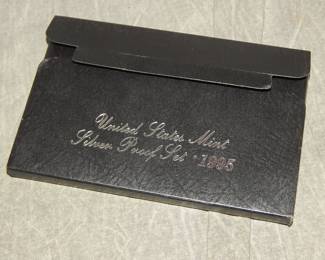 United States Mint
Silver Proof Set • 1995